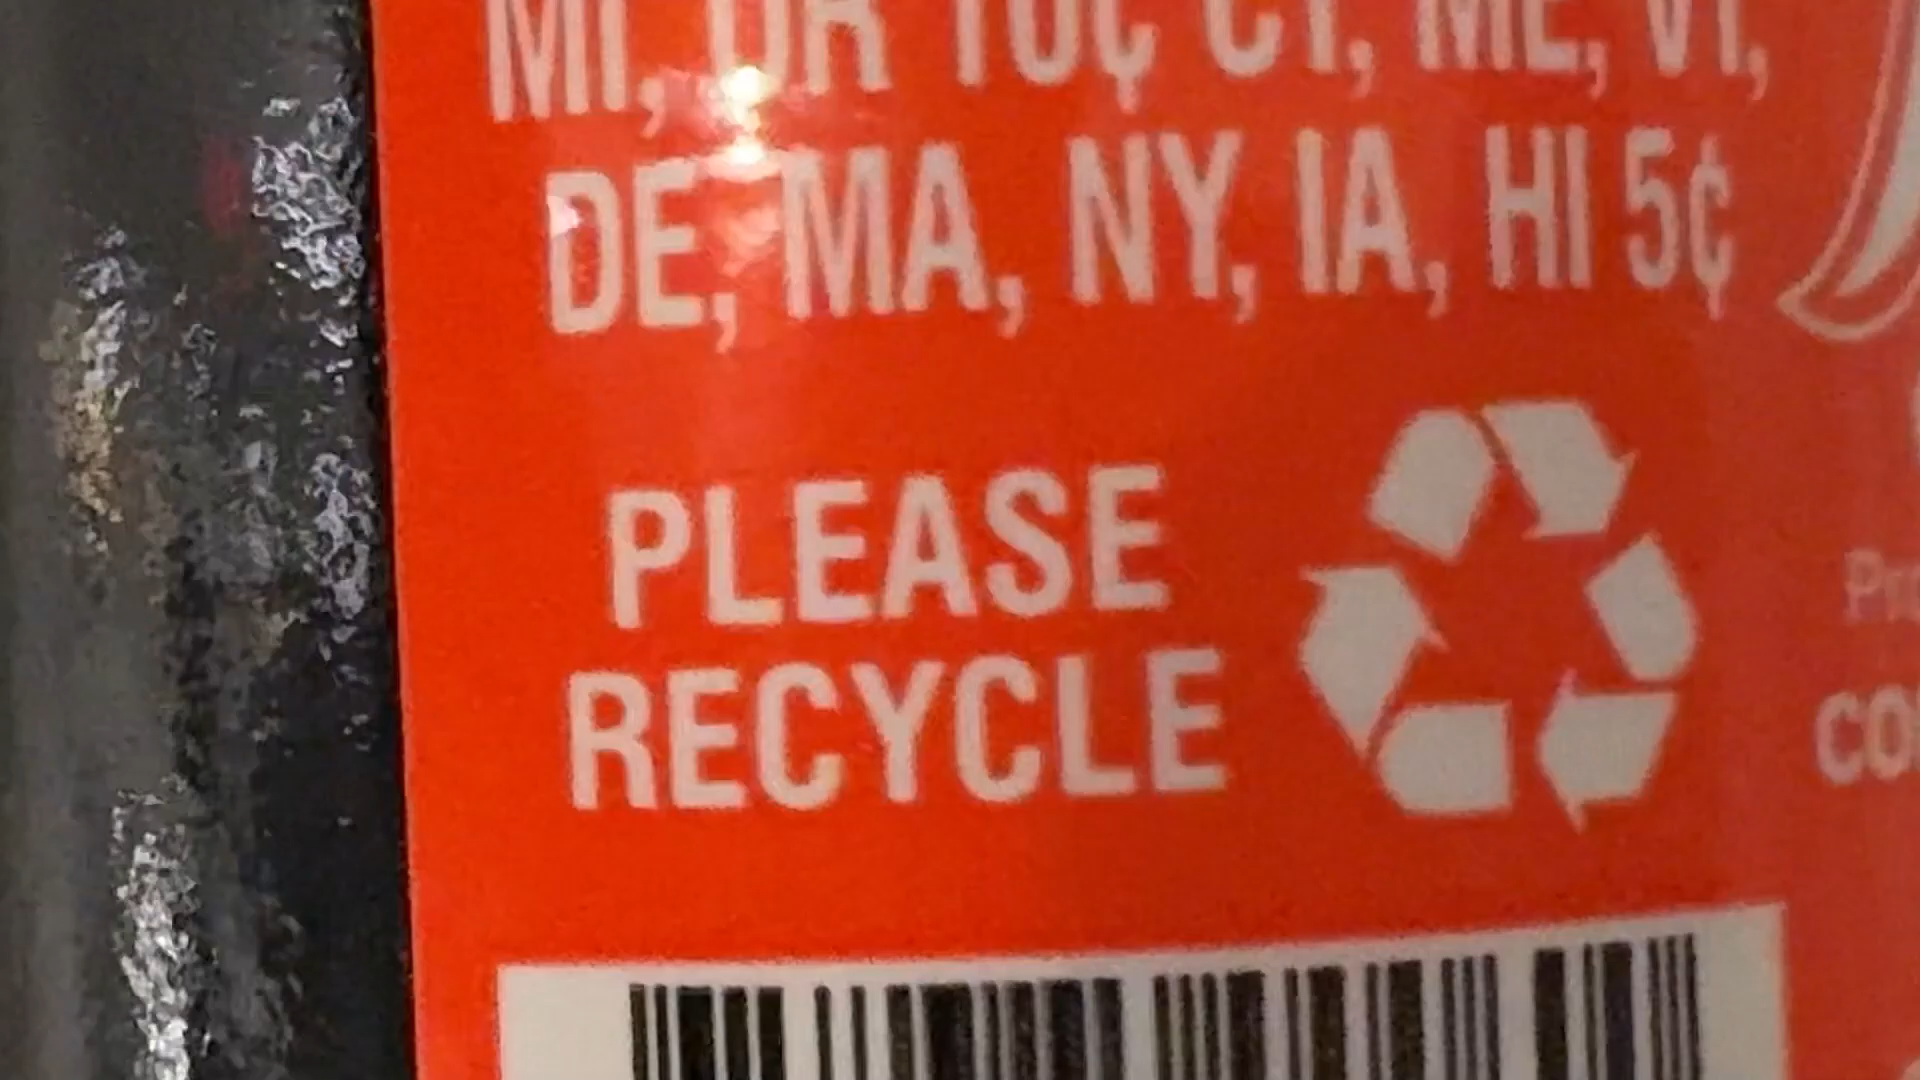 MI, OR 10¢ CT, ME, VT,
DE, MA, NY, IA, HI 5¢
PLEASE
RECYCLE